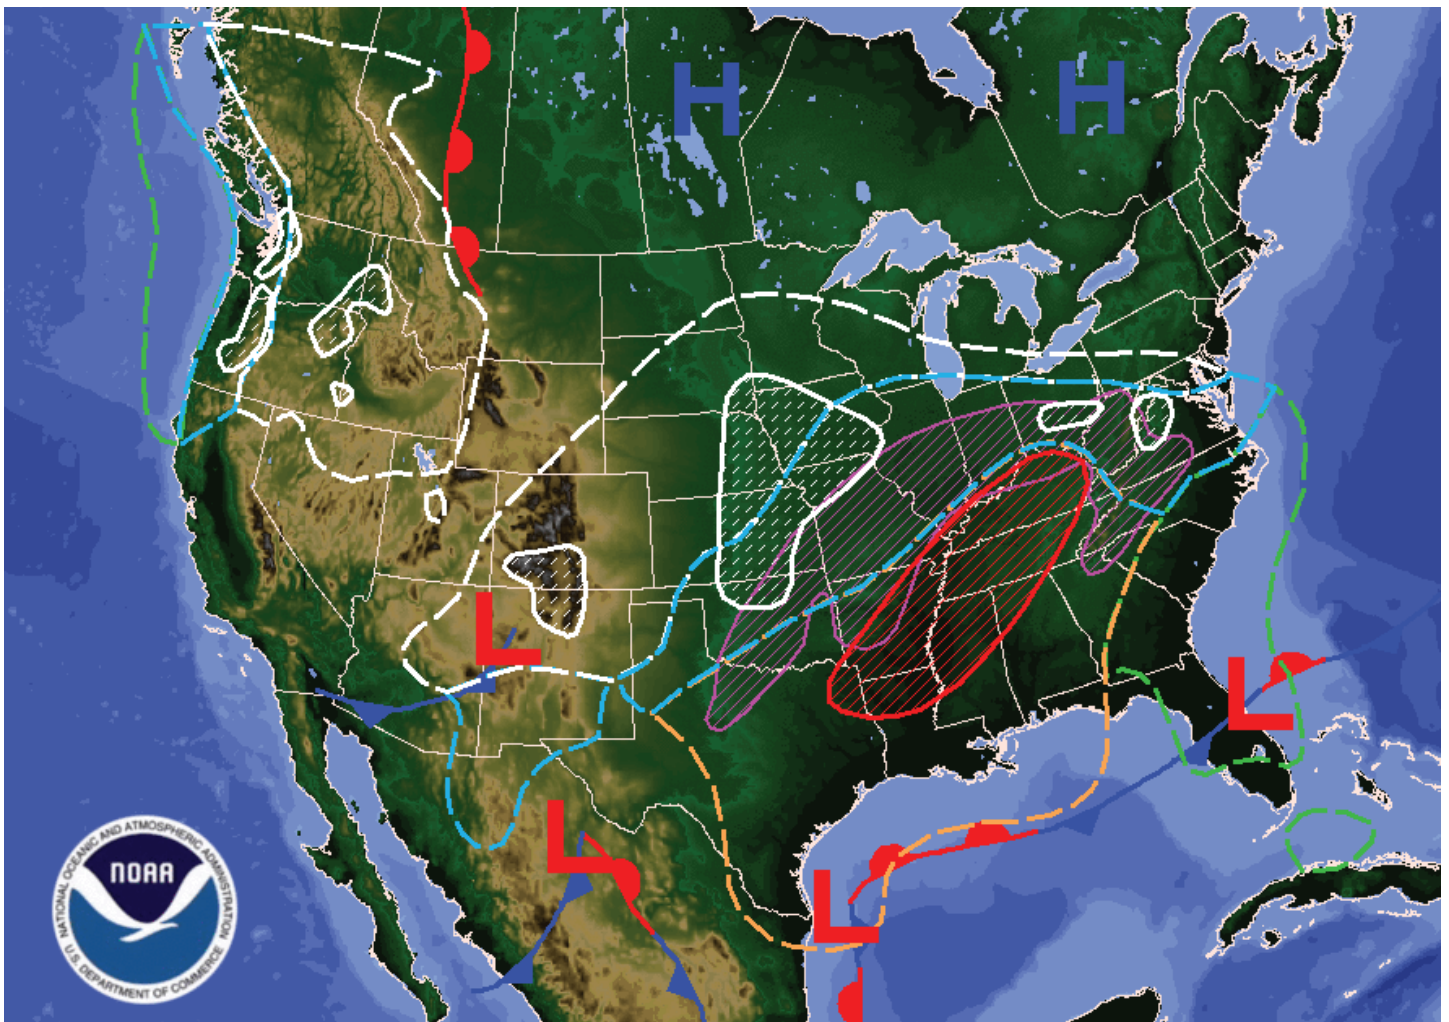 H
H
L
L
L
L
NATIONAL OCEANIC AND ATMOSPHERIC ADMINISTRATION
NOAA
U.S. DEPARTMENT OF COMMERCE